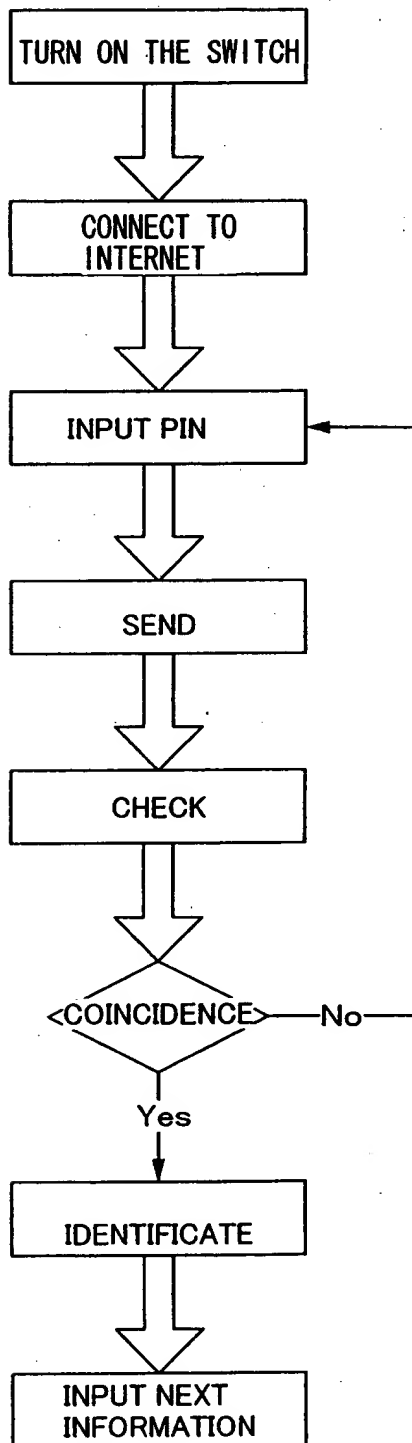 TURN ON THE SWITCH
CONNECT TO
INTERNET
INPUT PIN
SEND
CHECK
COINCIDENCE
No
Yes
IDENTIFICATE
INPUT NEXT
INFORMATION